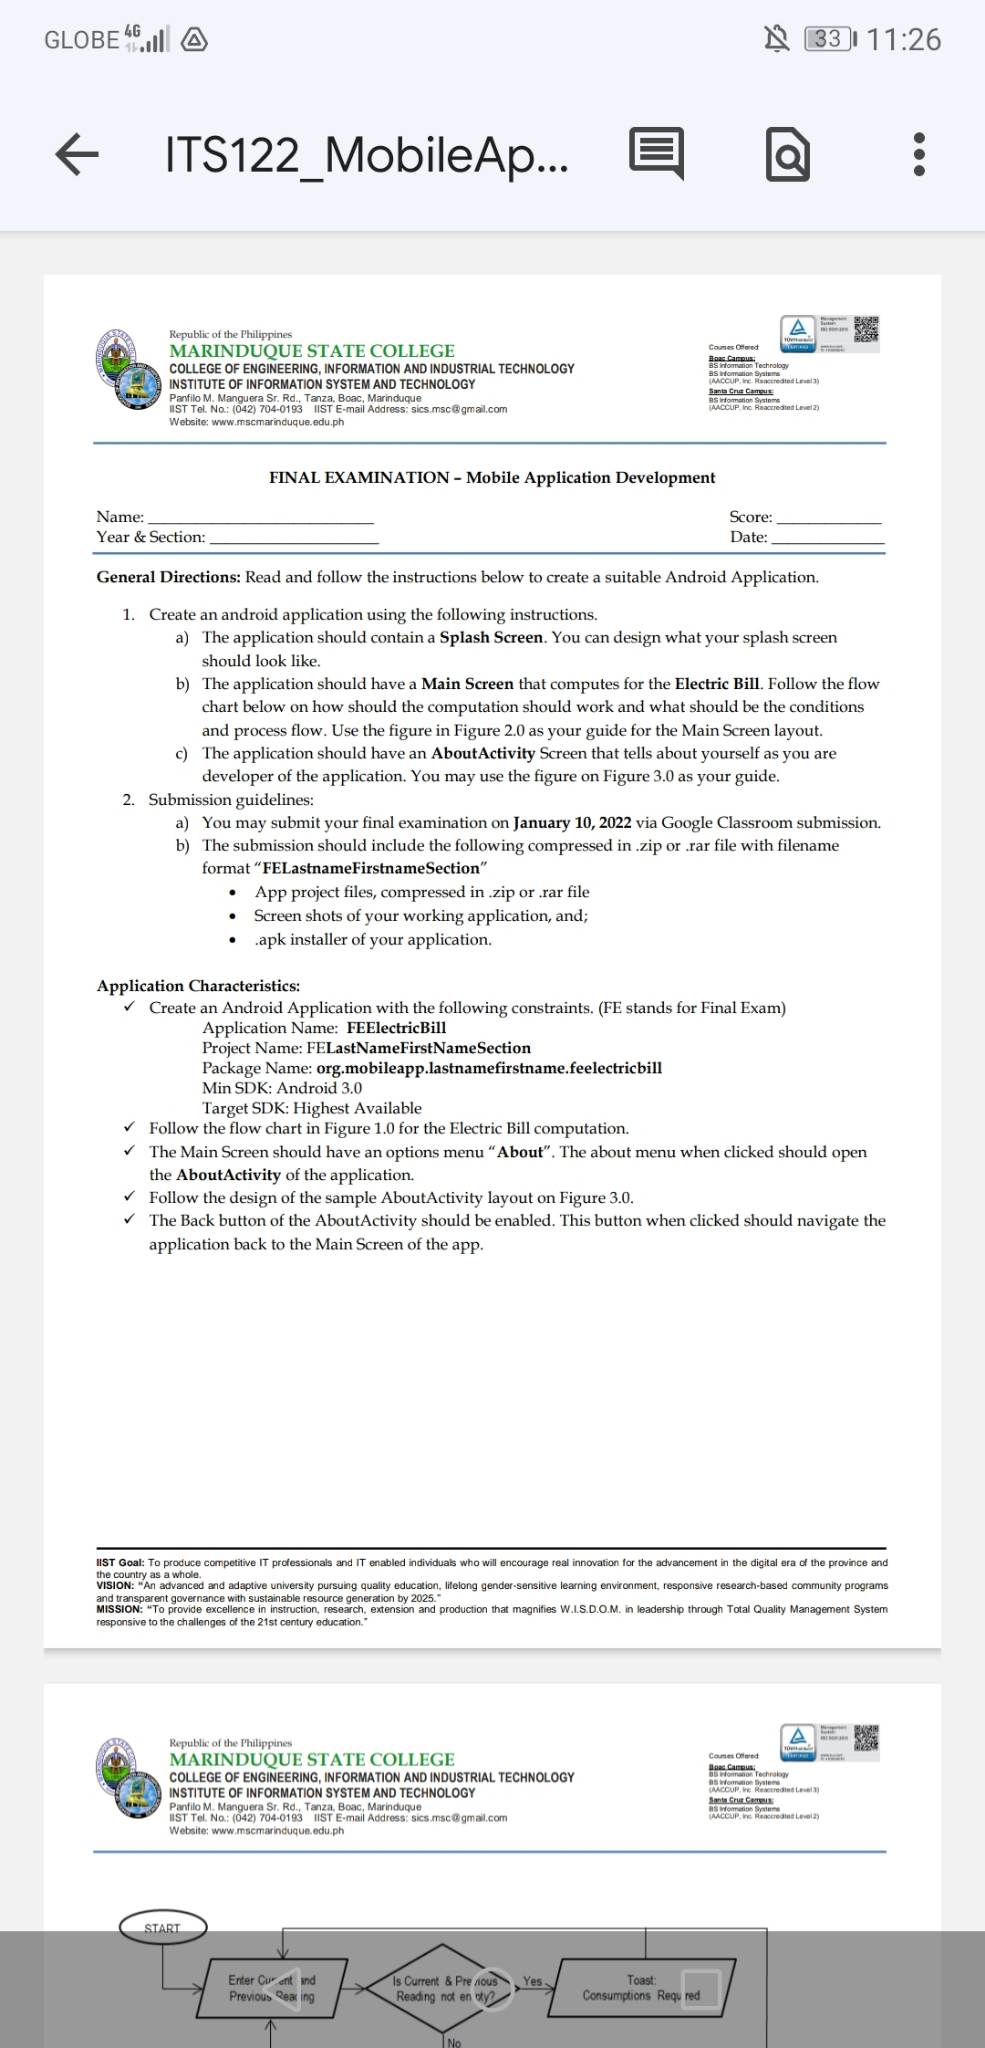 GLOBE 4G 33 11:26
ITS122_MobileAp...
Republic of the Philippines
MARINDUQUE STATE COLLEGE
COLLEGE OF ENGINEERING, INFORMATION AND INDUSTRIAL TECHNOLOGY
INSTITUTE OF INFORMATION SYSTEM AND TECHNOLOGY
Panfilo M. Manguera Sr. Rd., Tanza, Boac, Marinduque
IIST Tel. No.: (042) 704-0193 IIST E-mail Address: sics.msc@gmail.com
Website: www.mscmarinduque.edu.ph
Courses Offered
Boac Campus:
BS Information Technology
BS Information Systems
(AACCUP, Inc. Reaccredited Level 3)
Santa Cruz Campus:
BS Information Systems
(AACCUP, Inc. Reaccredited Level 2)
FINAL EXAMINATION – Mobile Application Development
Name: ____________________ Score: __________
Year & Section: ____________________ Date: __________
General Directions: Read and follow the instructions below to create a suitable Android Application.
1. Create an android application using the following instructions.
a) The application should contain a Splash Screen. You can design what your splash screen
should look like.
b) The application should have a Main Screen that computes for the Electric Bill. Follow the flow
chart below on how should the computation should work and what should be the conditions
and process flow. Use the figure in Figure 2.0 as your guide for the Main Screen layout.
c) The application should have an AboutActivity Screen that tells about yourself as you are
developer of the application. You may use the figure on Figure 3.0 as your guide.
2. Submission guidelines:
a) You may submit your final examination on January 10, 2022 via Google Classroom submission.
b) The submission should include the following compressed in .zip or .rar file with filename
format “FELastnameFirstnameSection”
• App project files, compressed in .zip or .rar file
• Screen shots of your working application, and;
• .apk installer of your application.
Application Characteristics:
✓ Create an Android Application with the following constraints. (FE stands for Final Exam)
Application Name: FEElectricBill
Project Name: FELastNameFirstNameSection
Package Name: org.mobileapp.lastnamefirstname.feelectricbill
Min SDK: Android 3.0
Target SDK: Highest Available
✓ Follow the flow chart in Figure 1.0 for the Electric Bill computation.
✓ The Main Screen should have an options menu “About”. The about menu when clicked should open
the AboutActivity of the application.
✓ Follow the design of the sample AboutActivity layout on Figure 3.0.
✓ The Back button of the AboutActivity should be enabled. This button when clicked should navigate the
application back to the Main Screen of the app.
IIST Goal: To produce competitive IT professionals and IT enabled individuals who will encourage real innovation for the advancement in the digital era of the province and
the country as a whole.
VISION: "An advanced and adaptive university pursuing quality education, lifelong gender-sensitive learning environment, responsive research-based community programs
and transparent governance with sustainable resource generation by 2025."
MISSION: "To provide excellence in instruction, research, extension and production that magnifies W.I.S.D.O.M. in leadership through Total Quality Management System
responsive to the challenges of the 21st century education."
Republic of the Philippines
MARINDUQUE STATE COLLEGE
COLLEGE OF ENGINEERING, INFORMATION AND INDUSTRIAL TECHNOLOGY
INSTITUTE OF INFORMATION SYSTEM AND TECHNOLOGY
Panfilo M. Manguera Sr. Rd., Tanza, Boac, Marinduque
IIST Tel. No.: (042) 704-0193 IIST E-mail Address: sics.msc@gmail.com
Website: www.mscmarinduque.edu.ph
Courses Offered
Boac Campus:
BS Information Technology
BS Information Systems
(AACCUP, Inc. Reaccredited Level 3)
Santa Cruz Campus:
BS Information Systems
(AACCUP, Inc. Reaccredited Level 2)
START
Enter Current and
Previous Reading
Is Current & Previous
Reading not empty?
Yes
Toast:
Consumptions Required
No